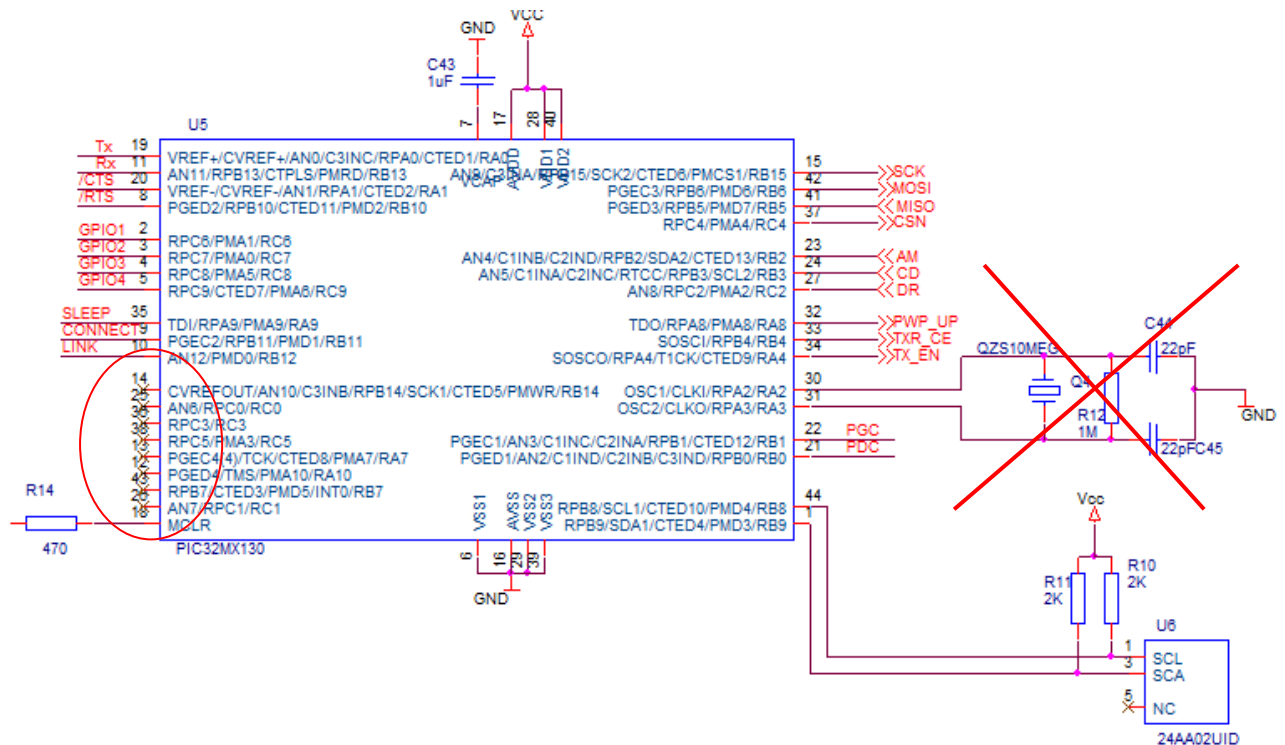 VCC
GND
C43
1uF
7
17
28
40
U5
VCAP
AVDD
VDD1
VDD2
Tx 19 VREF+/CVREF+/AN0/C3INC/RPA0/CTED1/RA0
Rx 11 AN11/RPB13/CTPLS/PMRD/RB13
/CTS 20 VREF-/CVREF-/AN1/RPA1/CTED2/RA1
/RTS 8 PGED2/RPB10/CTED11/PMD2/RB10
GPIO1 2 RPC6/PMA1/RC6
GPIO2 3 RPC7/PMA0/RC7
GPIO3 4 RPC8/PMA5/RC8
GPIO4 5 RPC9/CTED7/PMA6/RC9
SLEEP 35 TDI/RPA9/PMA9/RA9
CONNECT 9 PGEC2/RPB11/PMD1/RB11
LINK 10 AN12/PMD0/RB12
14 CVREFOUT/AN10/C3INB/RPB14/SCK1/CTED5/PMWR/RB14
25 AN6/RPC0/RC0
36 RPC3/RC3
38 RPC5/PMA3/RC5
13 PGEC4(4)/TCK/CTED8/PMA7/RA7
12 PGED4/TMS/PMA10/RA10
43 RPB7/CTED3/PMD5/INT0/RB7
26 AN7/RPC1/RC1
18 MCLR
R14
470
PIC32MX130
AN9/C3INA/RPB15/SCK2/CTED6/PMCS1/RB15 15 SCK
PGEC3/RPB6/PMD6/RB6 42 MOSI
PGED3/RPB5/PMD7/RB5 41 MISO
RPC4/PMA4/RC4 37 CSN
AN4/C1INB/C2IND/RPB2/SDA2/CTED13/RB2 23 AM
AN5/C1INA/C2INC/RTCC/RPB3/SCL2/RB3 24 CD
AN8/RPC2/PMA2/RC2 27 DR
TDO/RPA8/PMA8/RA8 32 PWP_UP
SOSCI/RPB4/RB4 33 TXR_CE
SOSCO/RPA4/T1CK/CTED9/RA4 34 TX_EN
OSC1/CLKI/RPA2/RA2 30
OSC2/CLKO/RPA3/RA3 31
PGEC1/AN3/C1INC/C2INA/RPB1/CTED12/RB1 22 PGC
PGED1/AN2/C1IND/C2INB/C3IND/RPB0/RB0 21 PDC
RPB8/SCL1/CTED10/PMD4/RB8 44
RPB9/SDA1/CTED4/PMD3/RB9 1
VSS1
AVSS
VSS2
VSS3
6
16
29
39
GND
QZS10MEG
C44
22pF
Q4
R12
1M
22pF C45
GND
Vcc
R11
2K
R10
2K
U6
1 SCL
3 SCA
5 NC
24AA02UID